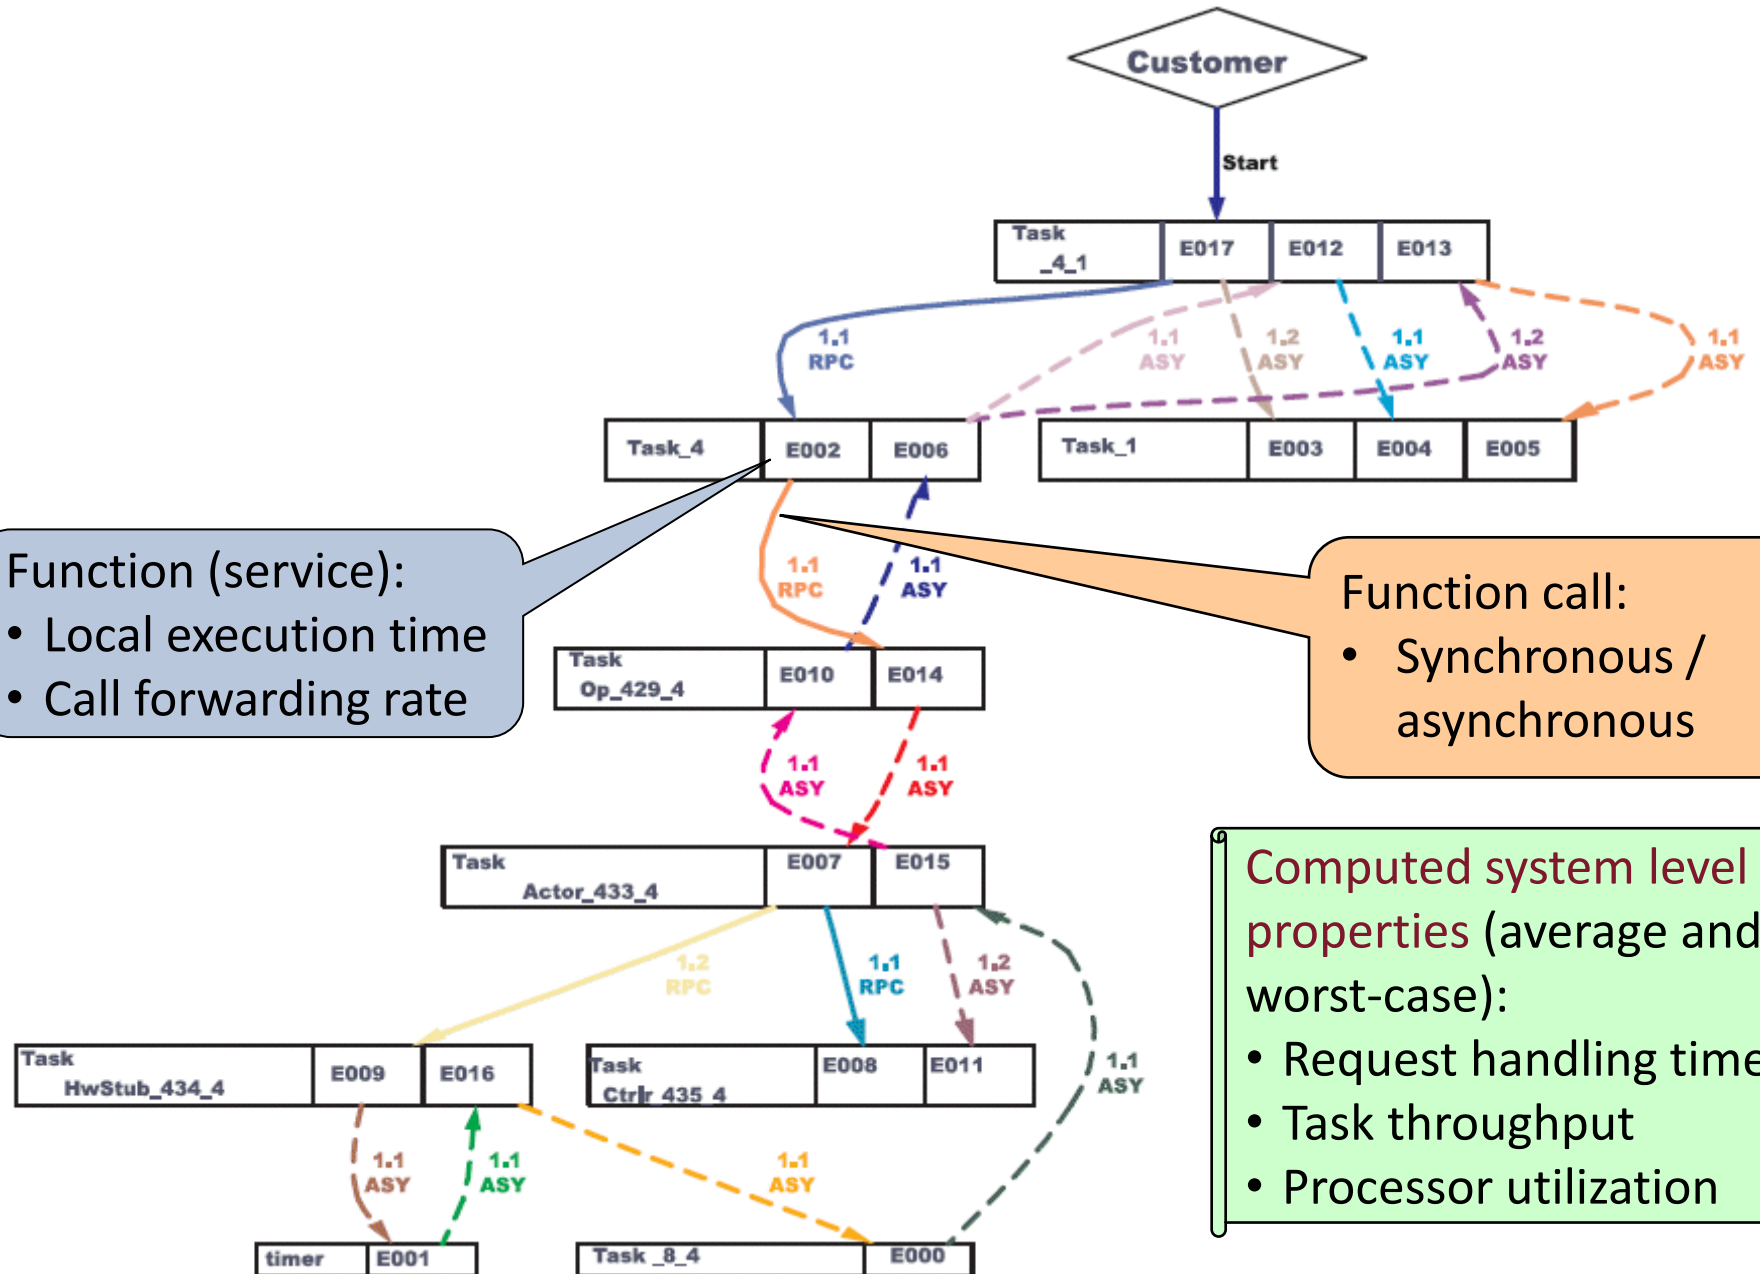 Customer
Start
Task
_4_1
E017
E012
E013
1.1
RPC
1.1
ASY
1.2
ASY
1.1
ASY
1.2
ASY
1.1
ASY
Task_4
E002
E006
Task_1
E003
E004
E005
Function (service):
• Local execution time
• Call forwarding rate
1.1
RPC
1.1
ASY
Function call:
• Synchronous /
asynchronous
Task
Op_429_4
E010
E014
1.1
ASY
1.1
ASY
Task
Actor_433_4
E007
E015
Computed system level
properties (average and
worst-case):
• Request handling time
• Task throughput
• Processor utilization
1.2
RPC
1.1
RPC
1.2
ASY
1.1
ASY
Task
HwStub_434_4
E009
E016
Task
Ctrlr_435_4
E008
E011
1.1
ASY
1.1
ASY
1.1
ASY
timer
E001
Task _8_4
E000